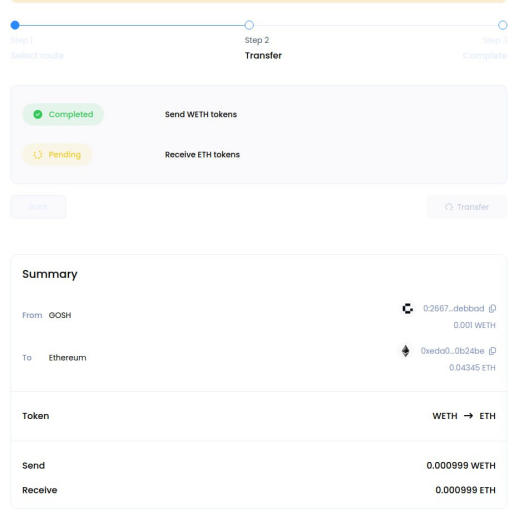 Step 1
Step 2
Step 3
Select route
Transfer
Complete
Completed
Send WETH tokens
Pending
Receive ETH tokens
Back
Transfer
Summary
From GOSH
0:2667...debbad
0.001 WETH
To Ethereum
0xeda0...0b24be
0.04345 ETH
Token
WETH → ETH
Send
0.000999 WETH
Receive
0.000999 ETH